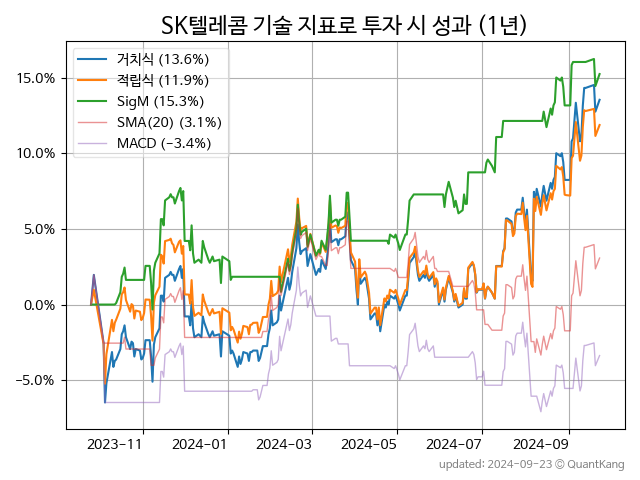 SK텔레콤 기술 지표로 투자 시 성과 (1년)
거치식 (13.6%)
적립식 (11.9%)
SigM (15.3%)
SMA(20) (3.1%)
MACD (−3.4%)
15.0%
10.0%
5.0%
0.0%
−5.0%
2023-11 2024-01 2024-03 2024-05 2024-07 2024-09
updated: 2024-09-23 © QuantKang